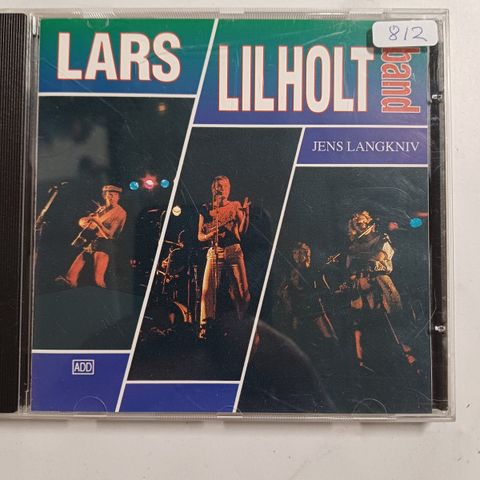 812
LARS
LILHOLT
band
JENS LANGKNIV
ADD